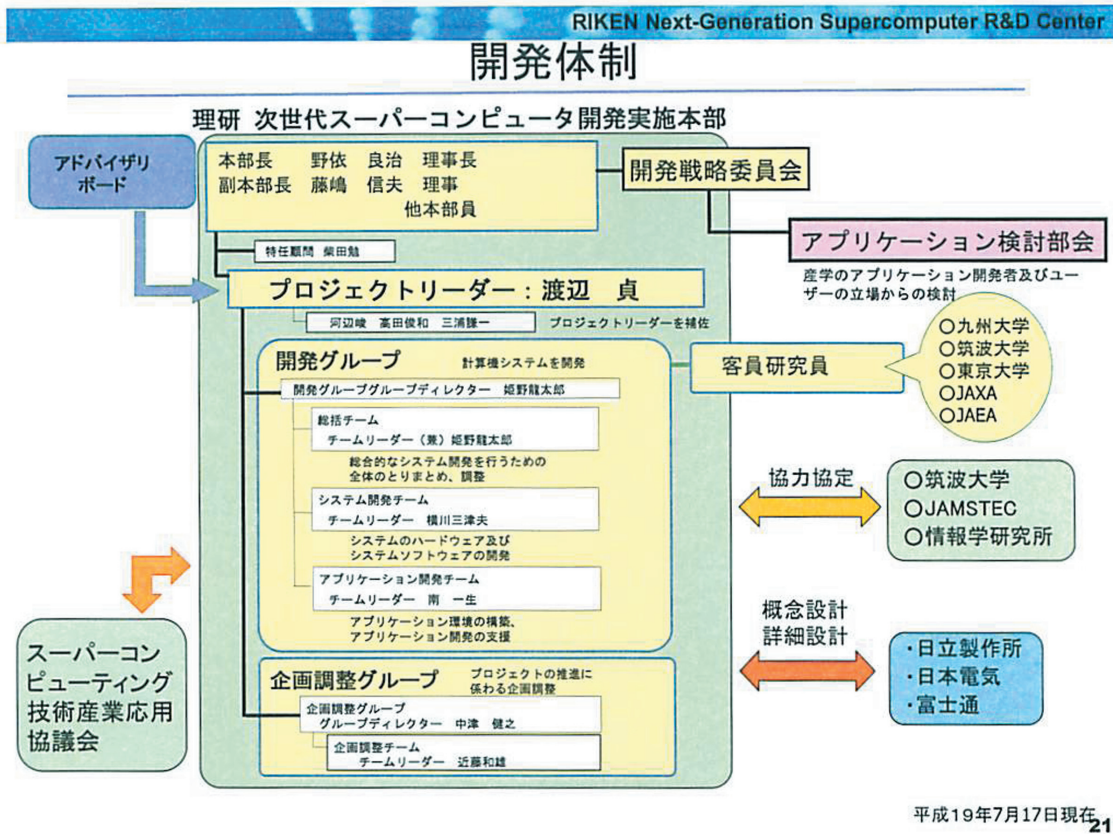 RIKEN Next-Generation Supercomputer R&D Center
開発体制
理研 次世代スーパーコンピュータ開発実施本部
アドバイザリ
ボード
本部長 野依 良治 理事長
副本部長 藤嶋 信夫 理事
他本部員
開発戦略委員会
アプリケーション検討部会
産学のアプリケーション開発者及びユー
ザーの立場からの検討
特任顧問 柴田勉
プロジェクトリーダー：渡辺 貞
河辺峻 高田俊和 三浦謙一
プロジェクトリーダーを補佐
開発グループ
計算機システムを開発
開発グループグループディレクター 姫野龍太郎
総括チーム
チームリーダー（兼）姫野龍太郎
総合的なシステム開発を行うための
全体のとりまとめ、調整
システム開発チーム
チームリーダー 横川三津夫
システムのハードウェア及び
システムソフトウェアの開発
アプリケーション開発チーム
チームリーダー 南 一生
アプリケーション環境の構築、
アプリケーション開発の支援
客員研究員
○九州大学
○筑波大学
○東京大学
○JAXA
○JAEA
協力協定
○筑波大学
○JAMSTEC
○情報学研究所
概念設計
詳細設計
・日立製作所
・日本電気
・富士通
スーパーコン
ピューティング
技術産業応用
協議会
企画調整グループ
プロジェクトの推進に
係わる企画調整
企画調整グループ
グループディレクター 中津 健之
企画調整チーム
チームリーダー 近藤和雄
平成19年7月17日現在
21